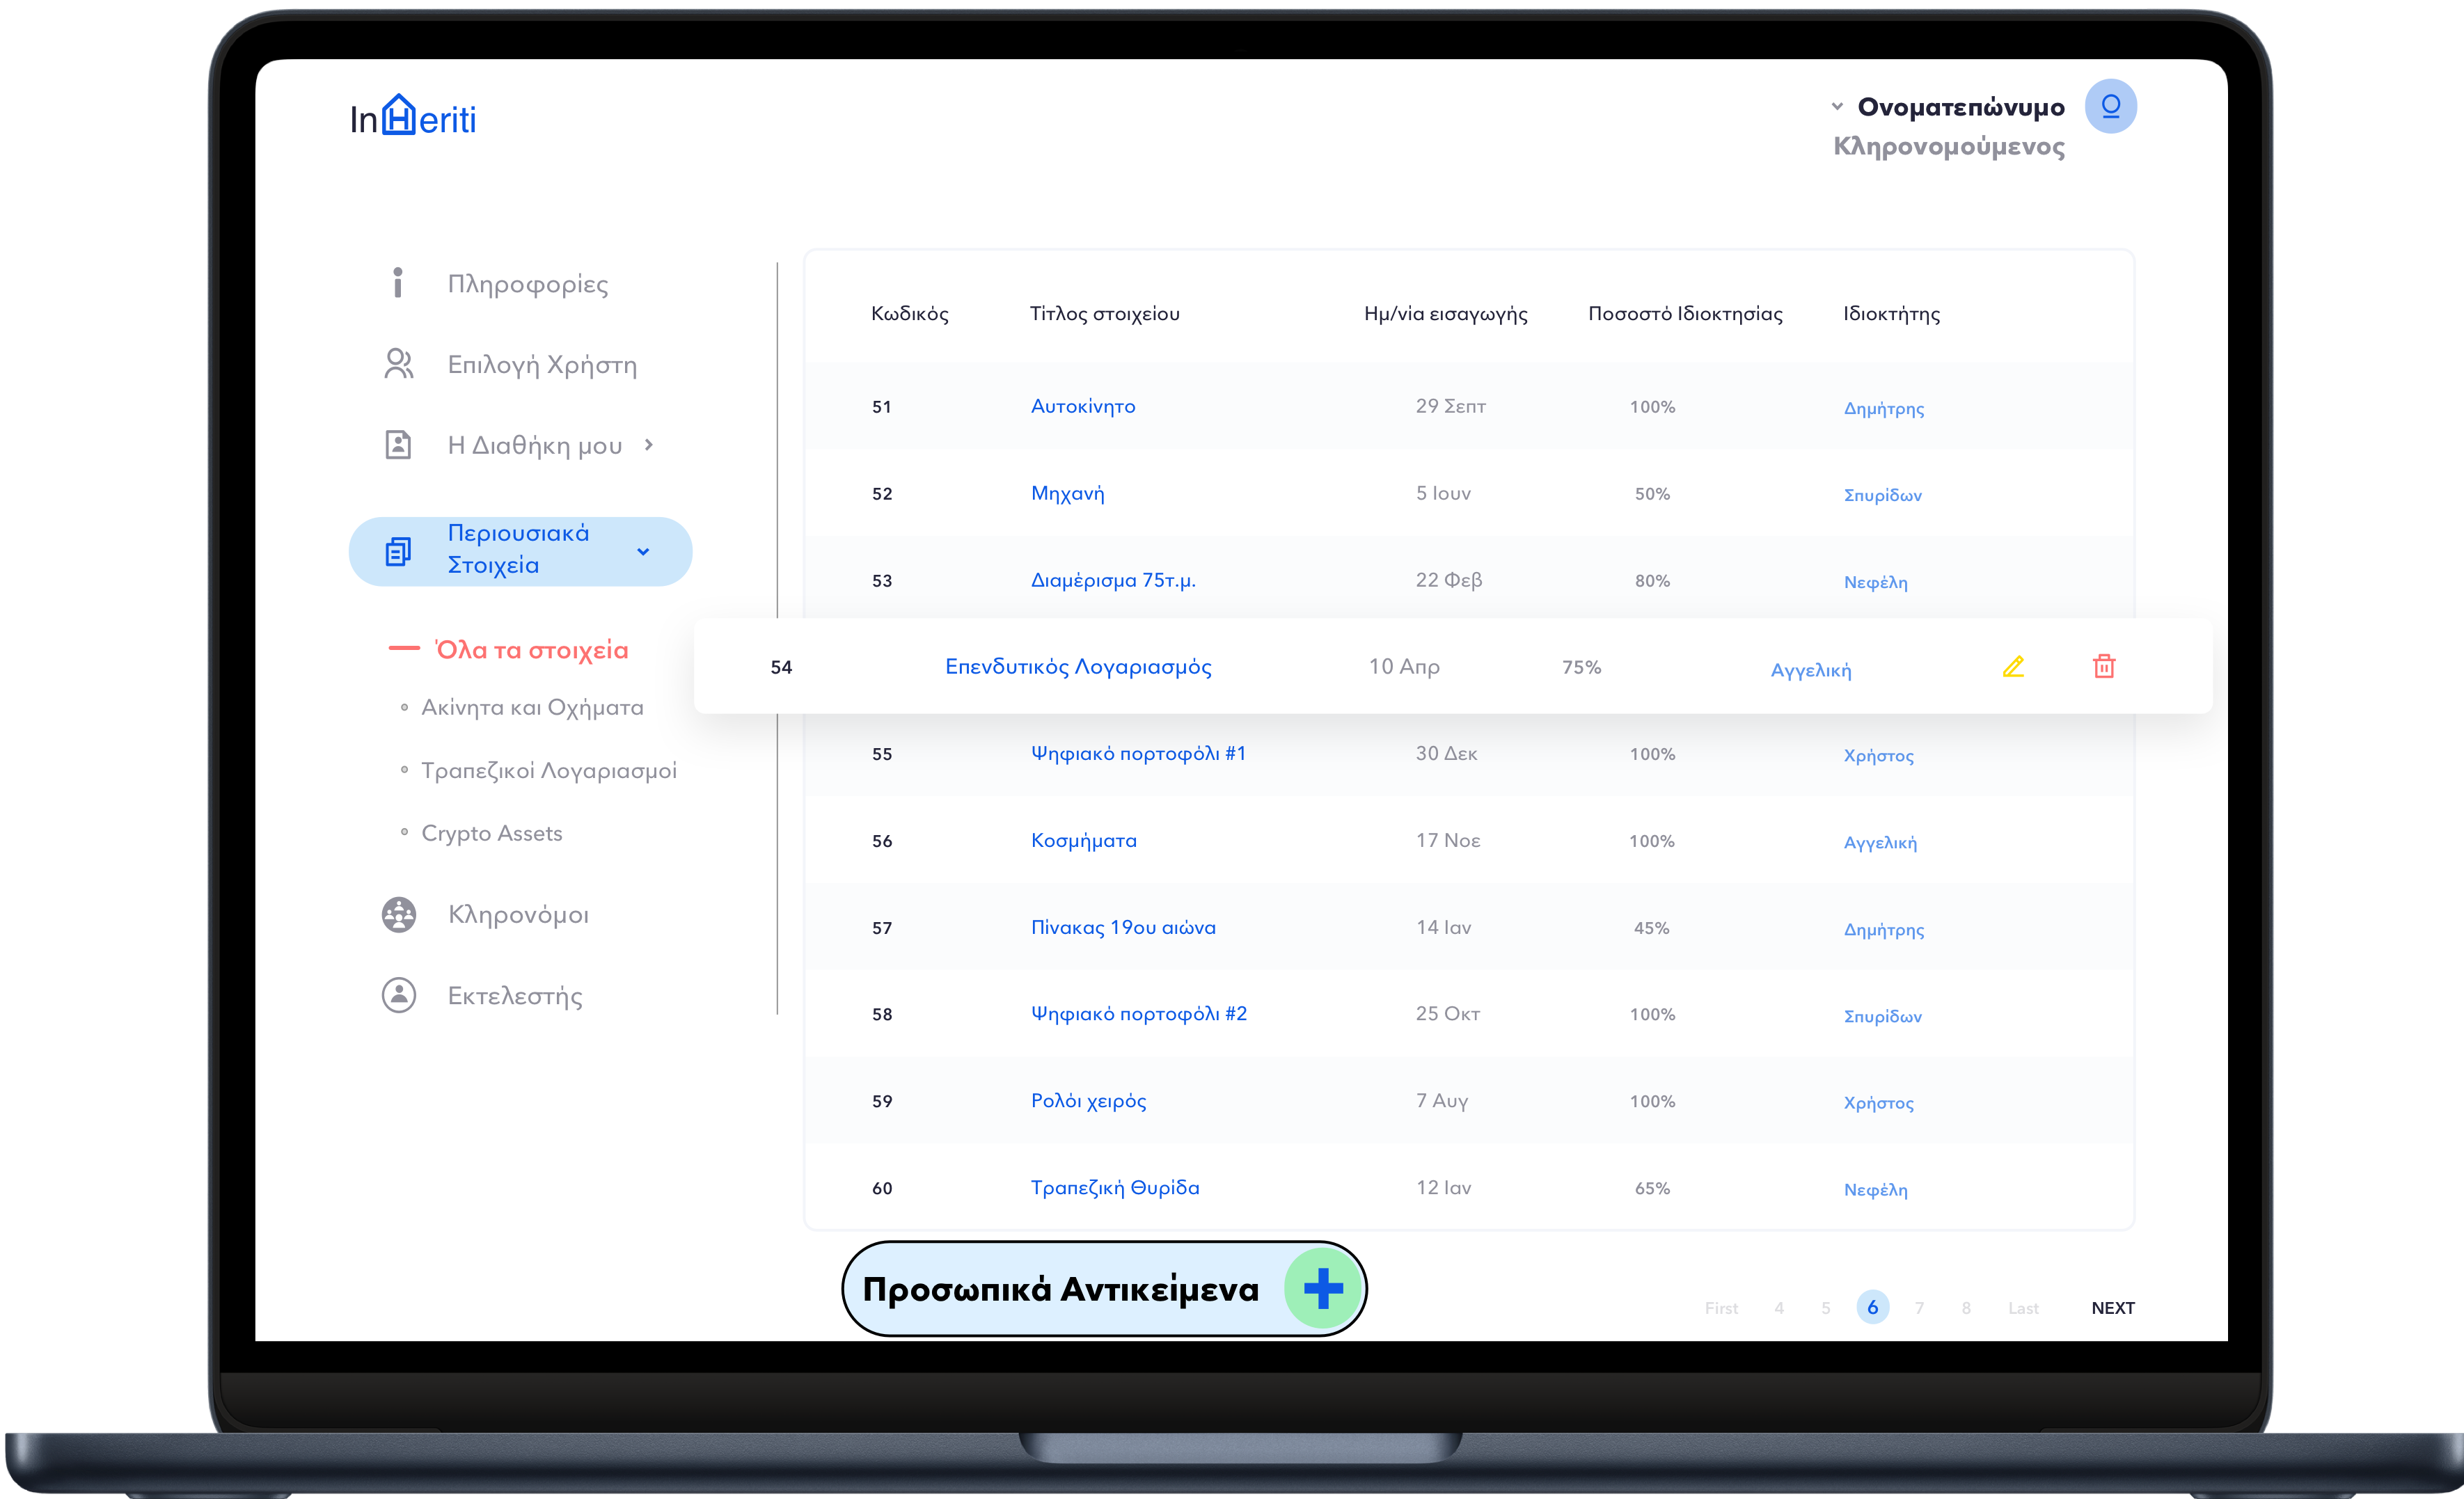 InHeriti
Ονοματεπώνυμο
Κληρονομούμενος
Πληροφορίες
Επιλογή Χρήστη
Η Διαθήκη μου
Περιουσιακά
Στοιχεία
Όλα τα στοιχεία
Ακίνητα και Οχήματα
Τραπεζικοί Λογαριασμοί
Crypto Assets
Κληρονόμοι
Εκτελεστής
Κωδικός Τίτλος στοιχείου Ημ/νία εισαγωγής Ποσοστό Ιδιοκτησίας Ιδιοκτήτης
51 Αυτοκίνητο 29 Σεπτ 100% Δημήτρης
52 Μηχανή 5 Ιουν 50% Σπυρίδων
53 Διαμέρισμα 75τ.μ. 22 Φεβ 80% Νεφέλη
54 Επενδυτικός Λογαριασμός 10 Απρ 75% Αγγελική
55 Ψηφιακό πορτοφόλι #1 30 Δεκ 100% Χρήστος
56 Κοσμήματα 17 Νοε 100% Αγγελική
57 Πίνακας 19ου αιώνα 14 Ιαν 45% Δημήτρης
58 Ψηφιακό πορτοφόλι #2 25 Οκτ 100% Σπυρίδων
59 Ρολόι χειρός 7 Αυγ 100% Χρήστος
60 Τραπεζική Θυρίδα 12 Ιαν 65% Νεφέλη
Προσωπικά Αντικείμενα +
First 4 5 6 7 8 Last NEXT